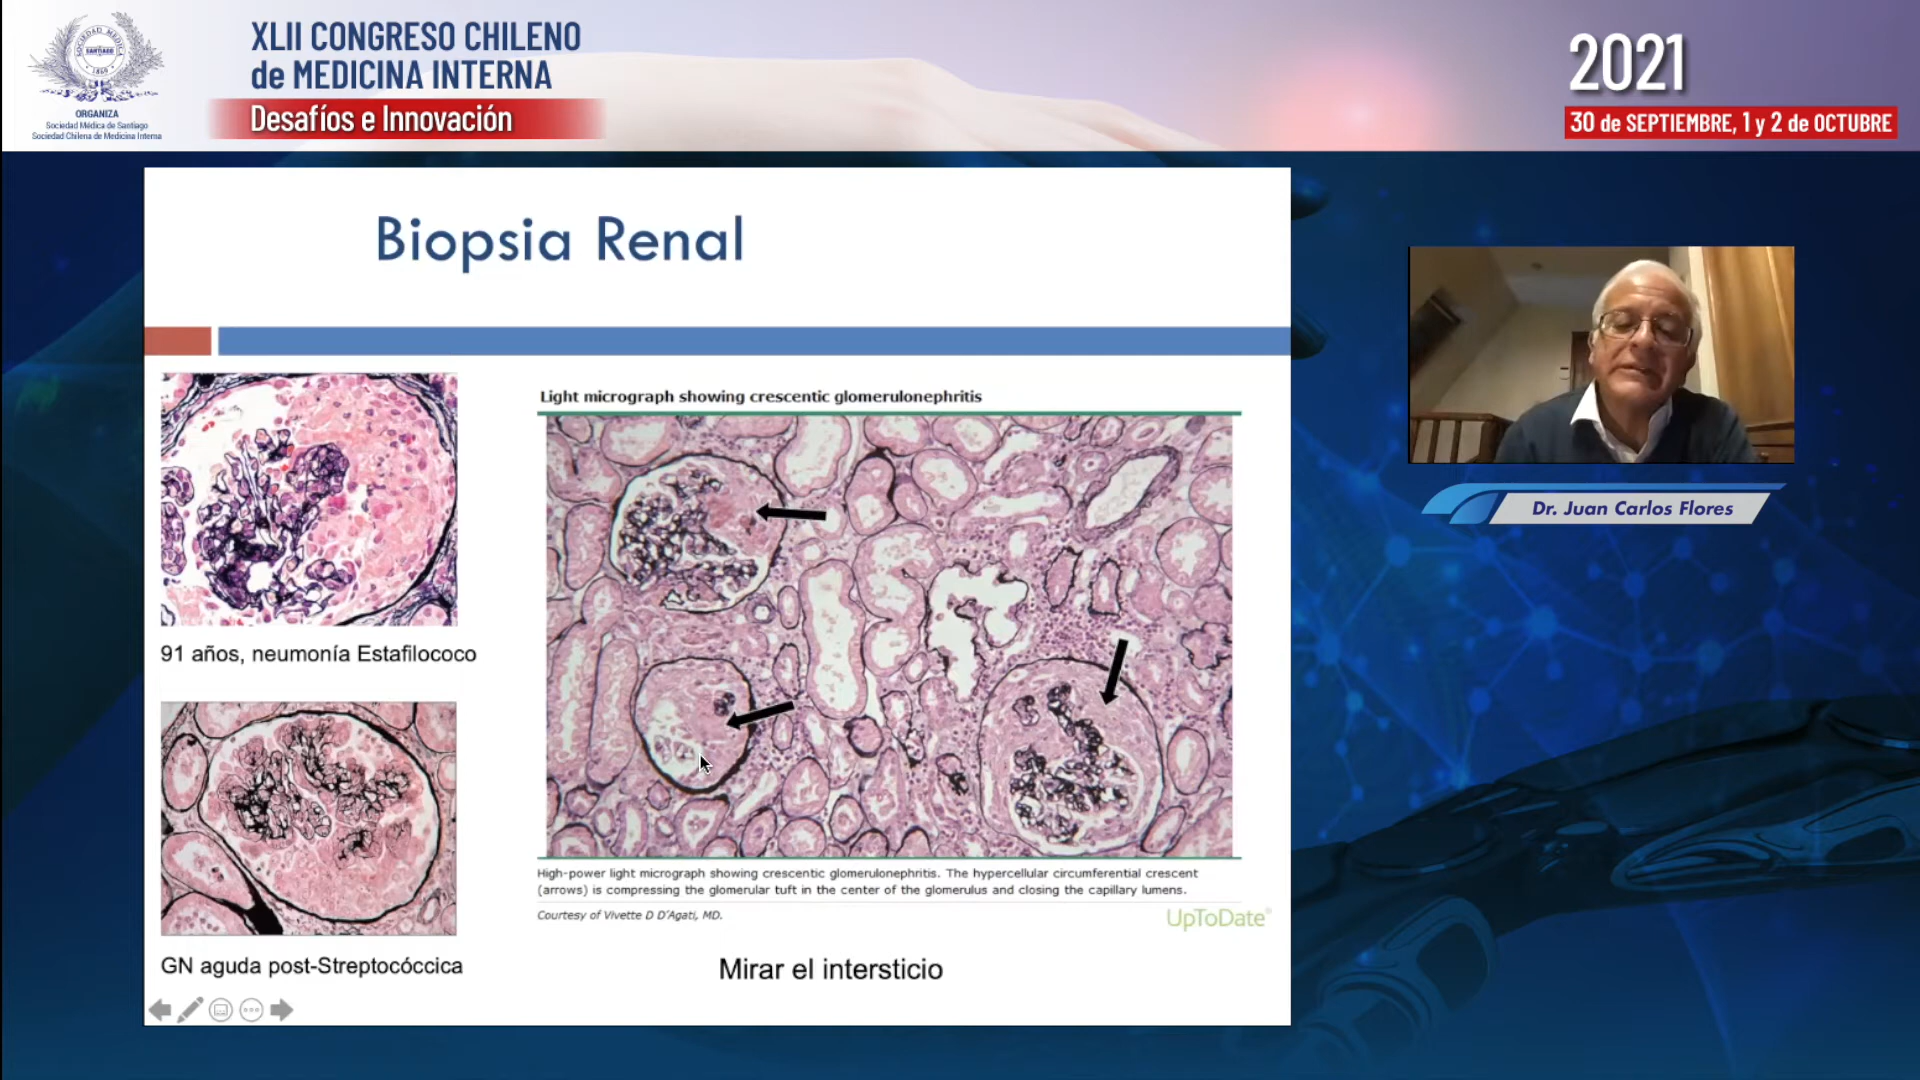 SOCIEDAD MEDICA
SANTIAGO
1869
ORGANIZA
Sociedad Médica de Santiago
Sociedad Chilena de Medicina Interna
XLII CONGRESO CHILENO
de MEDICINA INTERNA
Desafíos e Innovación
2021
30 de SEPTIEMBRE, 1 y 2 de OCTUBRE
Biopsia Renal
91 años, neumonía Estafilococo
GN aguda post-Streptocóccica
Light micrograph showing crescentic glomerulonephritis
High-power light micrograph showing crescentic glomerulonephritis. The hypercellular circumferential crescent
(arrows) is compressing the glomerular tuft in the center of the glomerulus and closing the capillary lumens.
Courtesy of Vivette D D'Agati, MD.
UpToDate®
Mirar el intersticio
Dr. Juan Carlos Flores